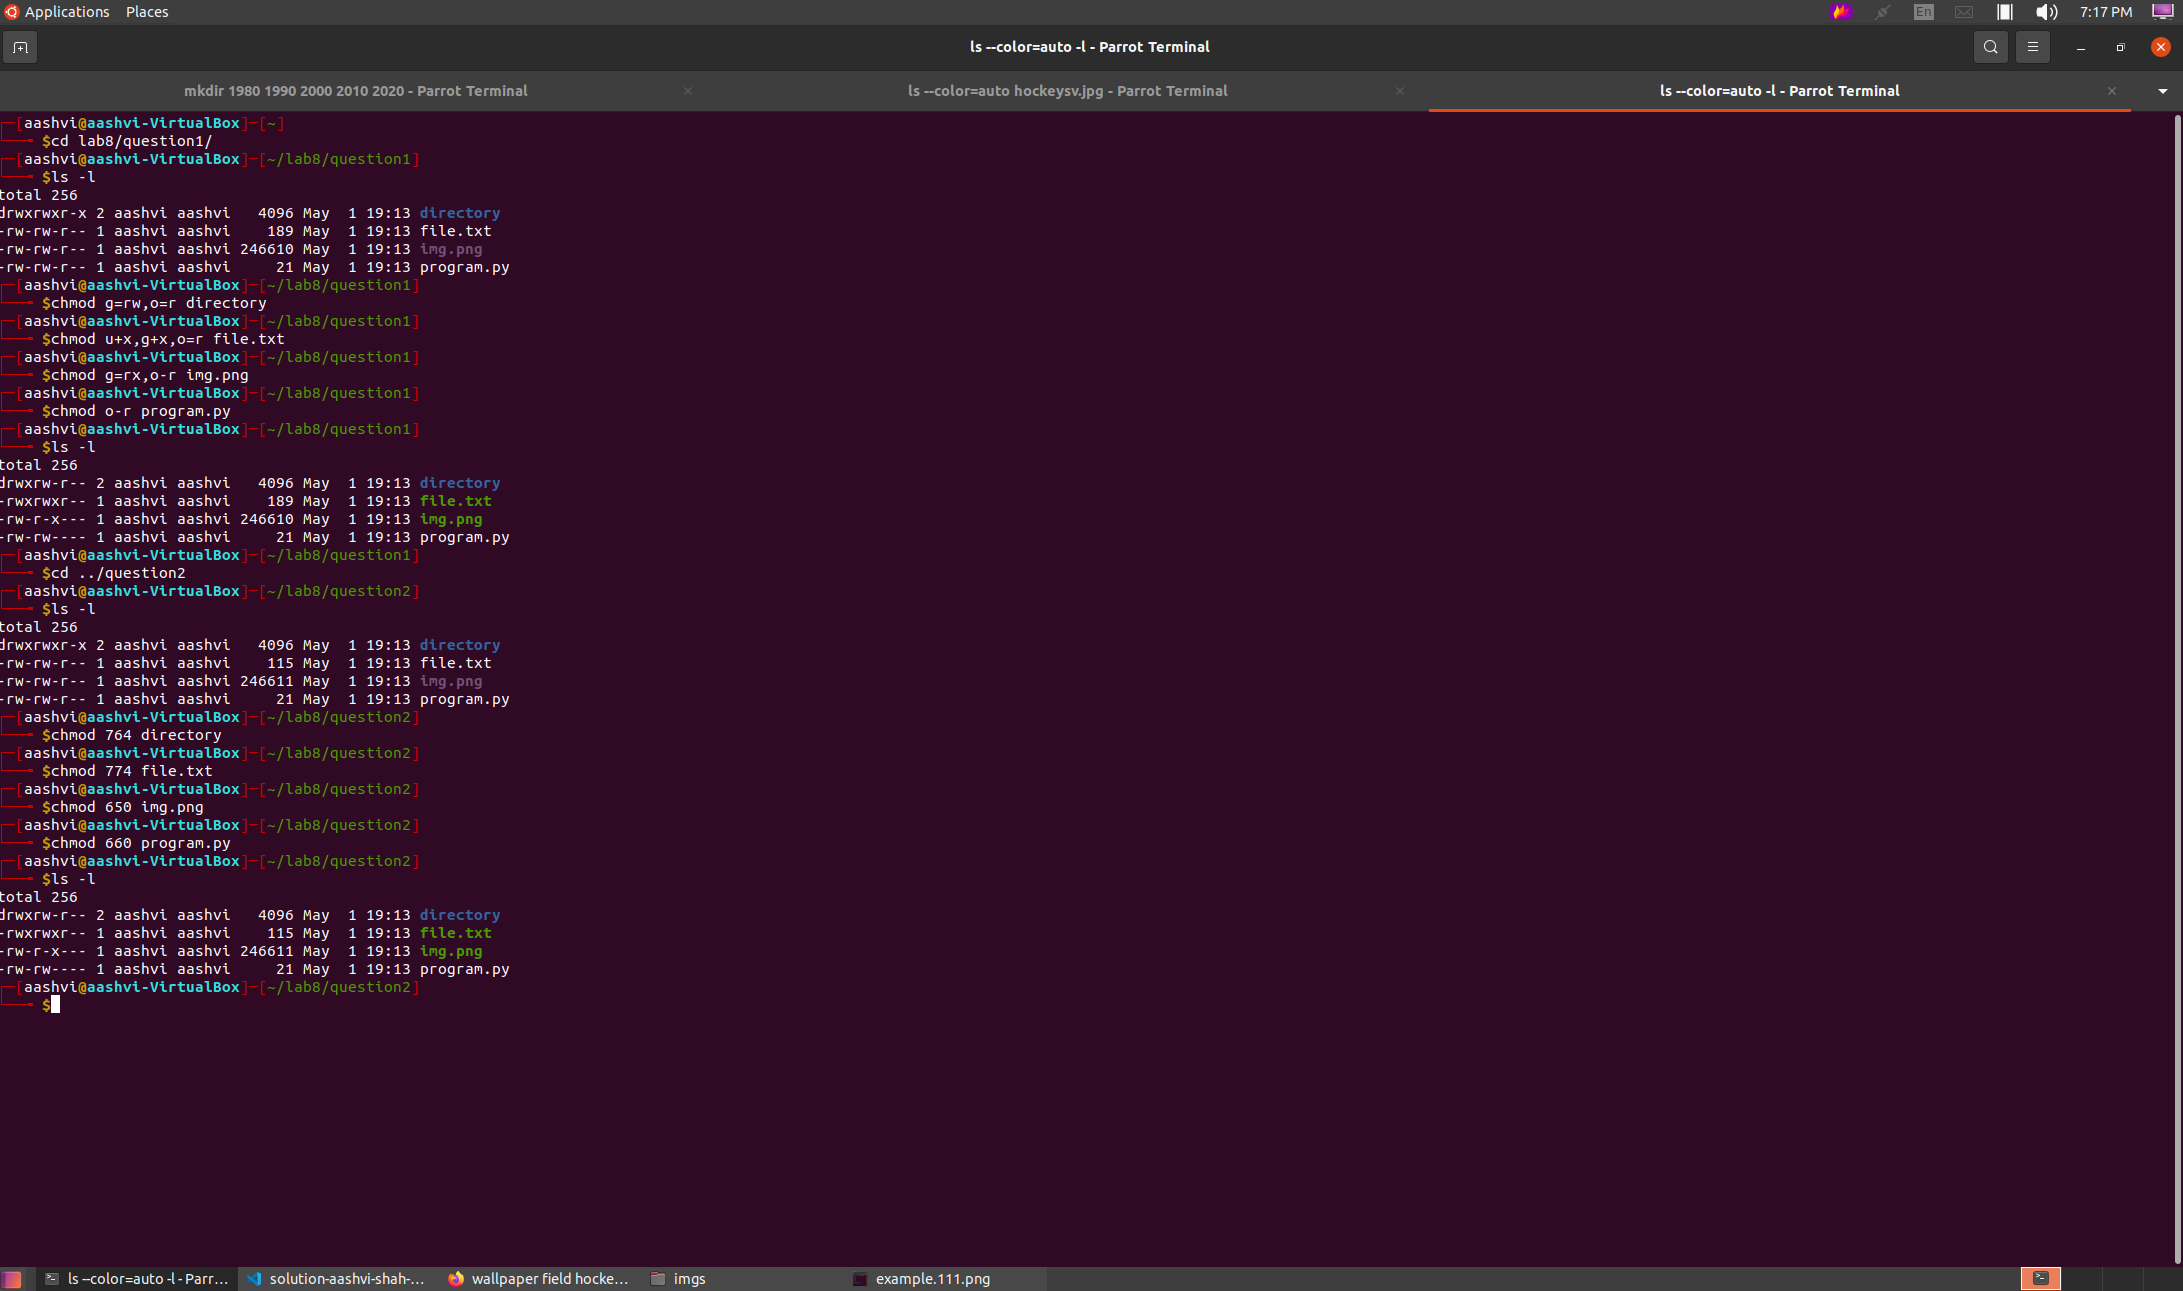 Applications Places En 7:17 PM
ls --color=auto -l - Parrot Terminal
mkdir 1980 1990 2000 2010 2020 - Parrot Terminal ls --color=auto hockeysv.jpg - Parrot Terminal ls --color=auto -l - Parrot Terminal
[aashvi@aashvi-VirtualBox]-[~]
$cd lab8/question1/
[aashvi@aashvi-VirtualBox]-[~/lab8/question1]
$ls -l
total 256
drwxrwxr-x 2 aashvi aashvi   4096 May  1 19:13 directory
-rw-rw-r-- 1 aashvi aashvi    189 May  1 19:13 file.txt
-rw-rw-r-- 1 aashvi aashvi 246610 May  1 19:13 img.png
-rw-rw-r-- 1 aashvi aashvi     21 May  1 19:13 program.py
[aashvi@aashvi-VirtualBox]-[~/lab8/question1]
$chmod g=rw,o=r directory
[aashvi@aashvi-VirtualBox]-[~/lab8/question1]
$chmod u+x,g+x,o=r file.txt
[aashvi@aashvi-VirtualBox]-[~/lab8/question1]
$chmod g=rx,o-r img.png
[aashvi@aashvi-VirtualBox]-[~/lab8/question1]
$chmod o-r program.py
[aashvi@aashvi-VirtualBox]-[~/lab8/question1]
$ls -l
total 256
drwxrw-r-- 2 aashvi aashvi   4096 May  1 19:13 directory
-rwxrwxr-- 1 aashvi aashvi    189 May  1 19:13 file.txt
-rw-r-x--- 1 aashvi aashvi 246610 May  1 19:13 img.png
-rw-rw---- 1 aashvi aashvi     21 May  1 19:13 program.py
[aashvi@aashvi-VirtualBox]-[~/lab8/question1]
$cd ../question2
[aashvi@aashvi-VirtualBox]-[~/lab8/question2]
$ls -l
total 256
drwxrwxr-x 2 aashvi aashvi   4096 May  1 19:13 directory
-rw-rw-r-- 1 aashvi aashvi    115 May  1 19:13 file.txt
-rw-rw-r-- 1 aashvi aashvi 246611 May  1 19:13 img.png
-rw-rw-r-- 1 aashvi aashvi     21 May  1 19:13 program.py
[aashvi@aashvi-VirtualBox]-[~/lab8/question2]
$chmod 764 directory
[aashvi@aashvi-VirtualBox]-[~/lab8/question2]
$chmod 774 file.txt
[aashvi@aashvi-VirtualBox]-[~/lab8/question2]
$chmod 650 img.png
[aashvi@aashvi-VirtualBox]-[~/lab8/question2]
$chmod 660 program.py
[aashvi@aashvi-VirtualBox]-[~/lab8/question2]
$ls -l
total 256
drwxrw-r-- 2 aashvi aashvi   4096 May  1 19:13 directory
-rwxrwxr-- 1 aashvi aashvi    115 May  1 19:13 file.txt
-rw-r-x--- 1 aashvi aashvi 246611 May  1 19:13 img.png
-rw-rw---- 1 aashvi aashvi     21 May  1 19:13 program.py
[aashvi@aashvi-VirtualBox]-[~/lab8/question2]
$
ls --color=auto -l - Parr... solution-aashvi-shah-... wallpaper field hocke... imgs example.111.png